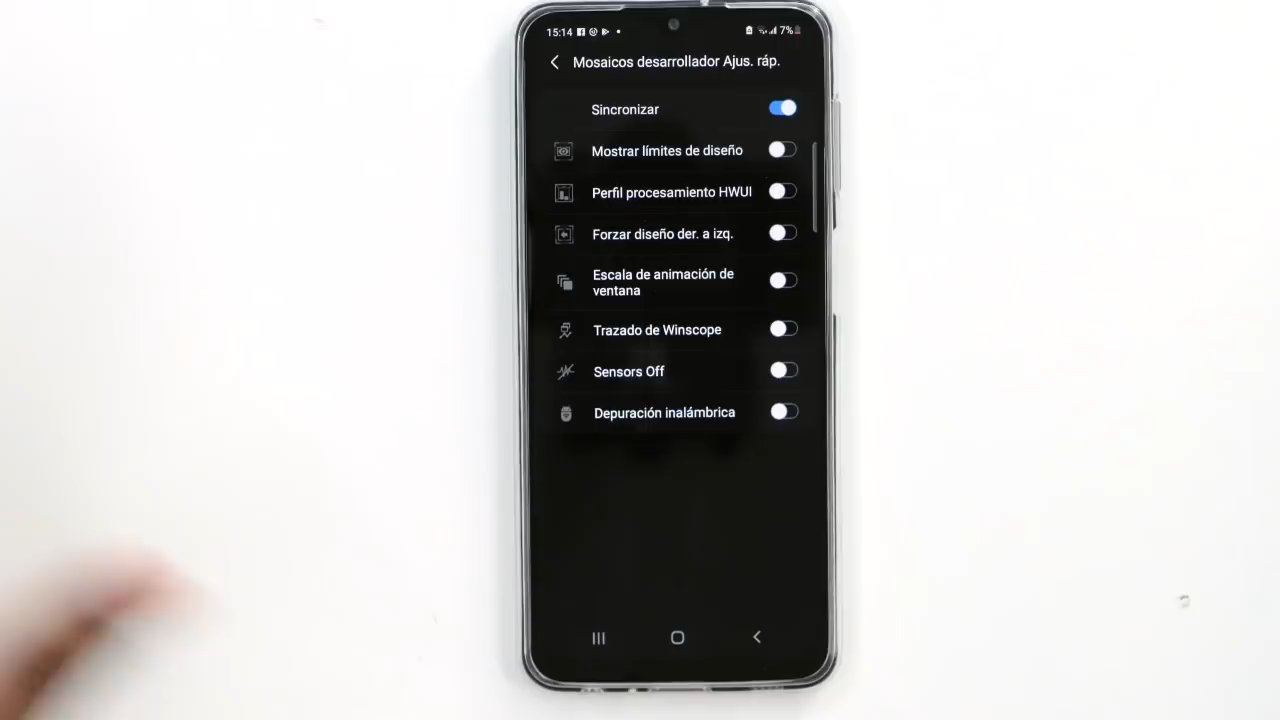 15:14 7%
Mosaicos desarrollador Ajus. ráp.
Sincronizar
Mostrar límites de diseño
Perfil procesamiento HWUI
Forzar diseño der. a izq.
Escala de animación de
ventana
Trazado de Winscope
Sensors Off
Depuración inalámbrica